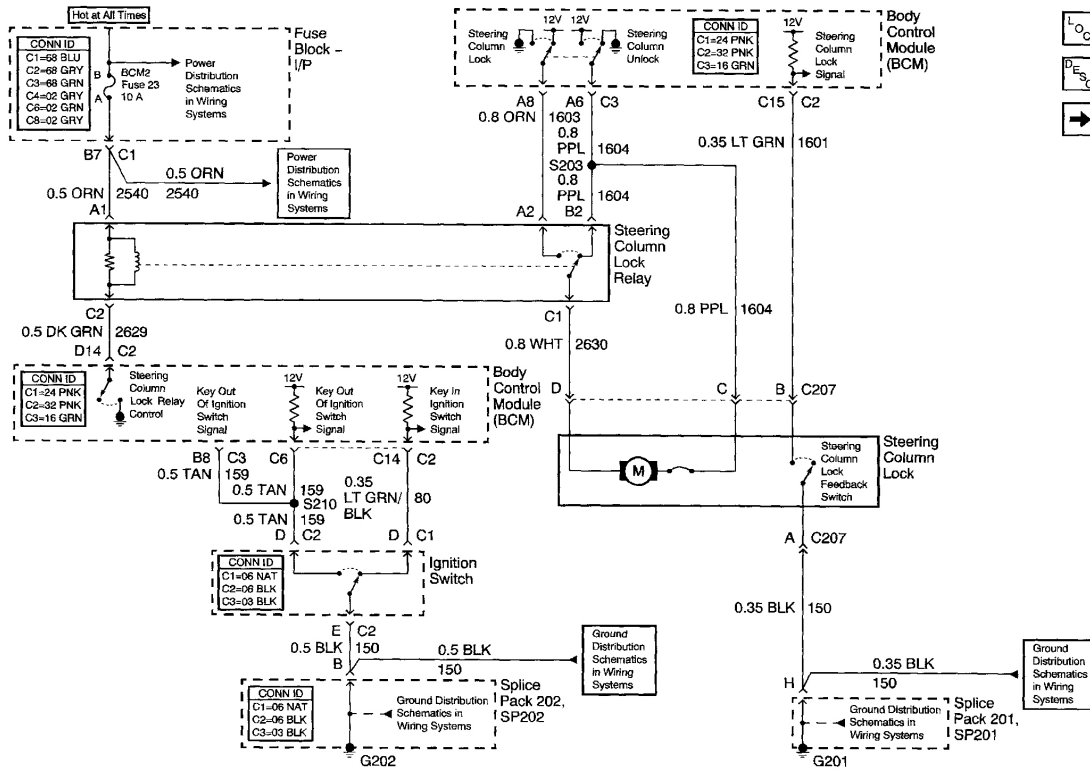 Hot at All Times
CONN ID
C1=68 BLU
C2=68 GRY
C3=68 GRN
C4=02 GRY
C6=02 GRN
C8=02 GRY
B
A
BCM2
Fuse 23
10 A
Power
Distribution
Schematics
in Wiring
Systems
Fuse
Block –
I/P
B7 C1
0.5 ORN
2540
0.5 ORN 2540
A1
Power
Distribution
Schematics
in Wiring
Systems
12V 12V
Steering
Column
Lock
Steering
Column
Unlock
CONN ID
C1=24 PNK
C2=32 PNK
C3=16 GRN
12V
Steering
Column
Lock
Signal
Body
Control
Module
(BCM)
A8 A6 C3
0.8 ORN 1603
0.8
PPL 1604
S203
0.8
PPL 1604
A2 B2
C15 C2
0.35 LT GRN 1601
Steering
Column
Lock
Relay
C2
0.5 DK GRN 2629
D14 C2
C1
0.8 WHT 2630
0.8 PPL 1604
D C B C207
CONN ID
C1=24 PNK
C2=32 PNK
C3=16 GRN
Steering
Column
Lock Relay
Control
Key Out
Of Ignition
Switch
Signal
12V
Key Out
Of Ignition
Switch
Signal
12V
Key In
Ignition
Switch
Signal
Body
Control
Module
(BCM)
B8 C3 C6 C14 C2
0.5 TAN 159
0.5 TAN 159
S210
0.5 TAN 159
0.35
LT GRN/
BLK
80
D C2 D C1
M
Steering
Column
Lock
Feedback
Switch
Steering
Column
Lock
A C207
CONN ID
C1=06 NAT
C2=06 BLK
C3=03 BLK
Ignition
Switch
E C2
0.5 BLK 150
B
0.5 BLK
150
Ground
Distribution
Schematics
in Wiring
Systems
0.35 BLK 150
H
0.35 BLK
150
Ground
Distribution
Schematics
in Wiring
Systems
CONN ID
C1=06 NAT
C2=06 BLK
C3=03 BLK
Ground Distribution
Schematics in
Wiring Systems
Splice
Pack 202,
SP202
G202
Ground Distribution
Schematics in
Wiring Systems
Splice
Pack 201,
SP201
G201